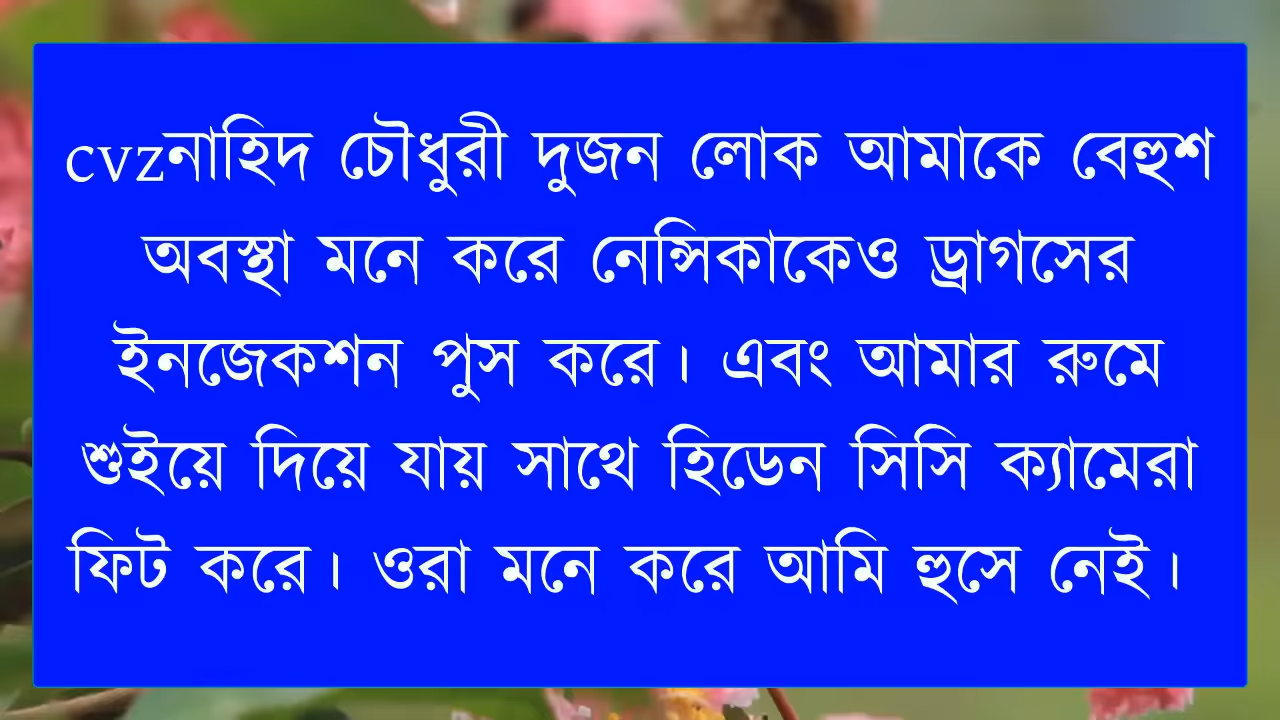 cvzনাহিদ চৌধুরী দুজন লোক আমাকে বেহুশ
অবস্থা মনে করে নেন্সিকাকেও ড্রাগসের
ইনজেকশন পুস করে। এবং আমার রুমে
শুইয়ে দিয়ে যায় সাথে হিডেন সিসি ক্যামেরা
ফিট করে। ওরা মনে করে আমি হুসে নেই।